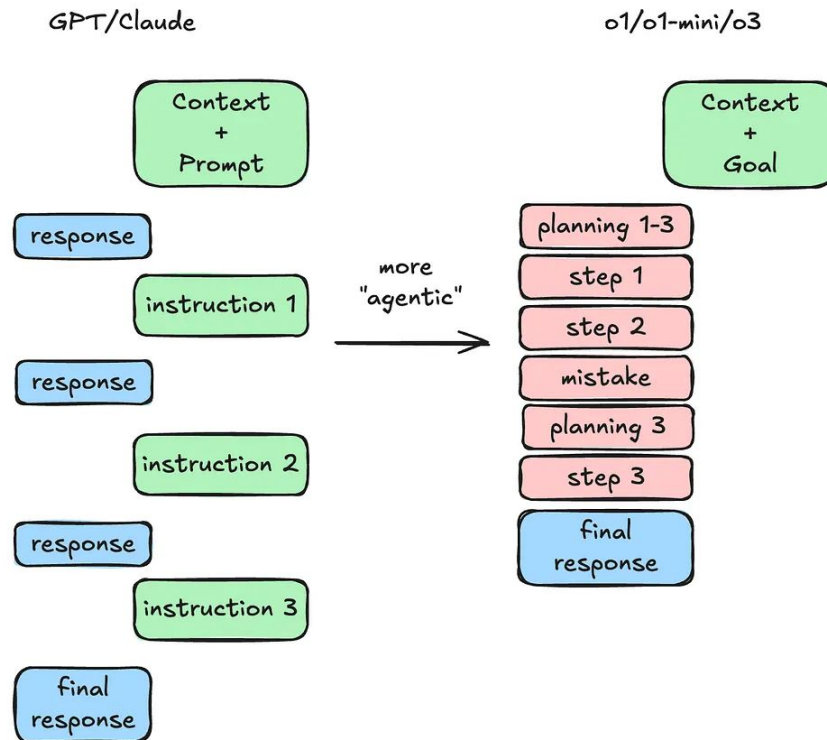 GPT/Claude
Context
+
Prompt
response
instruction 1
response
instruction 2
response
instruction 3
final
response
more
"agentic"
o1/o1-mini/o3
Context
+
Goal
planning 1-3
step 1
step 2
mistake
planning 3
step 3
final
response